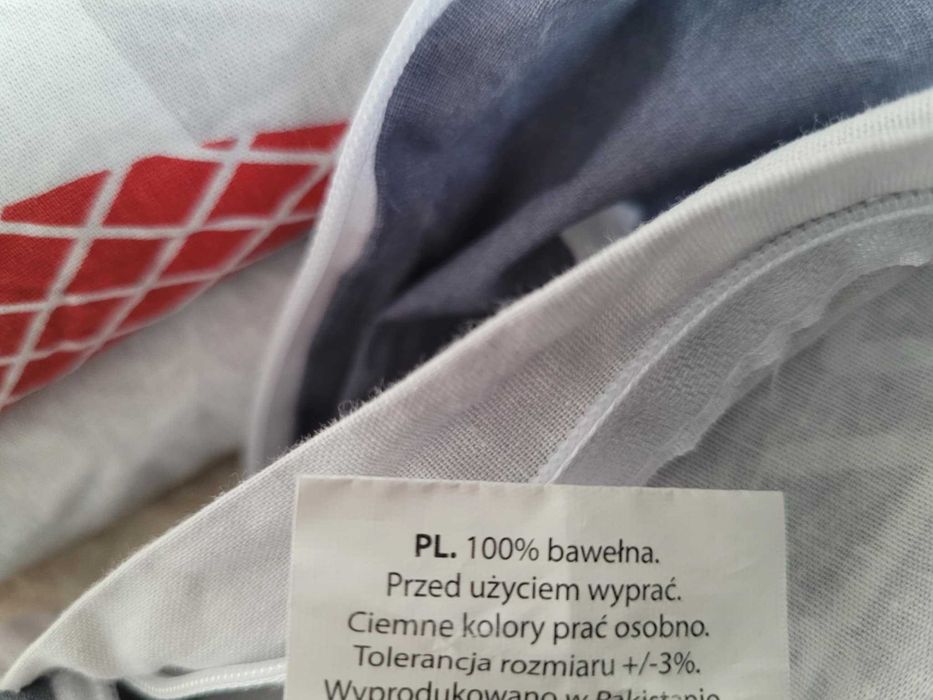 PL. 100% bawełna.
Przed użyciem wyprać.
Ciemne kolory prać osobno.
Tolerancja rozmiaru +/-3%.
Wyprodukowano w Pakistanie